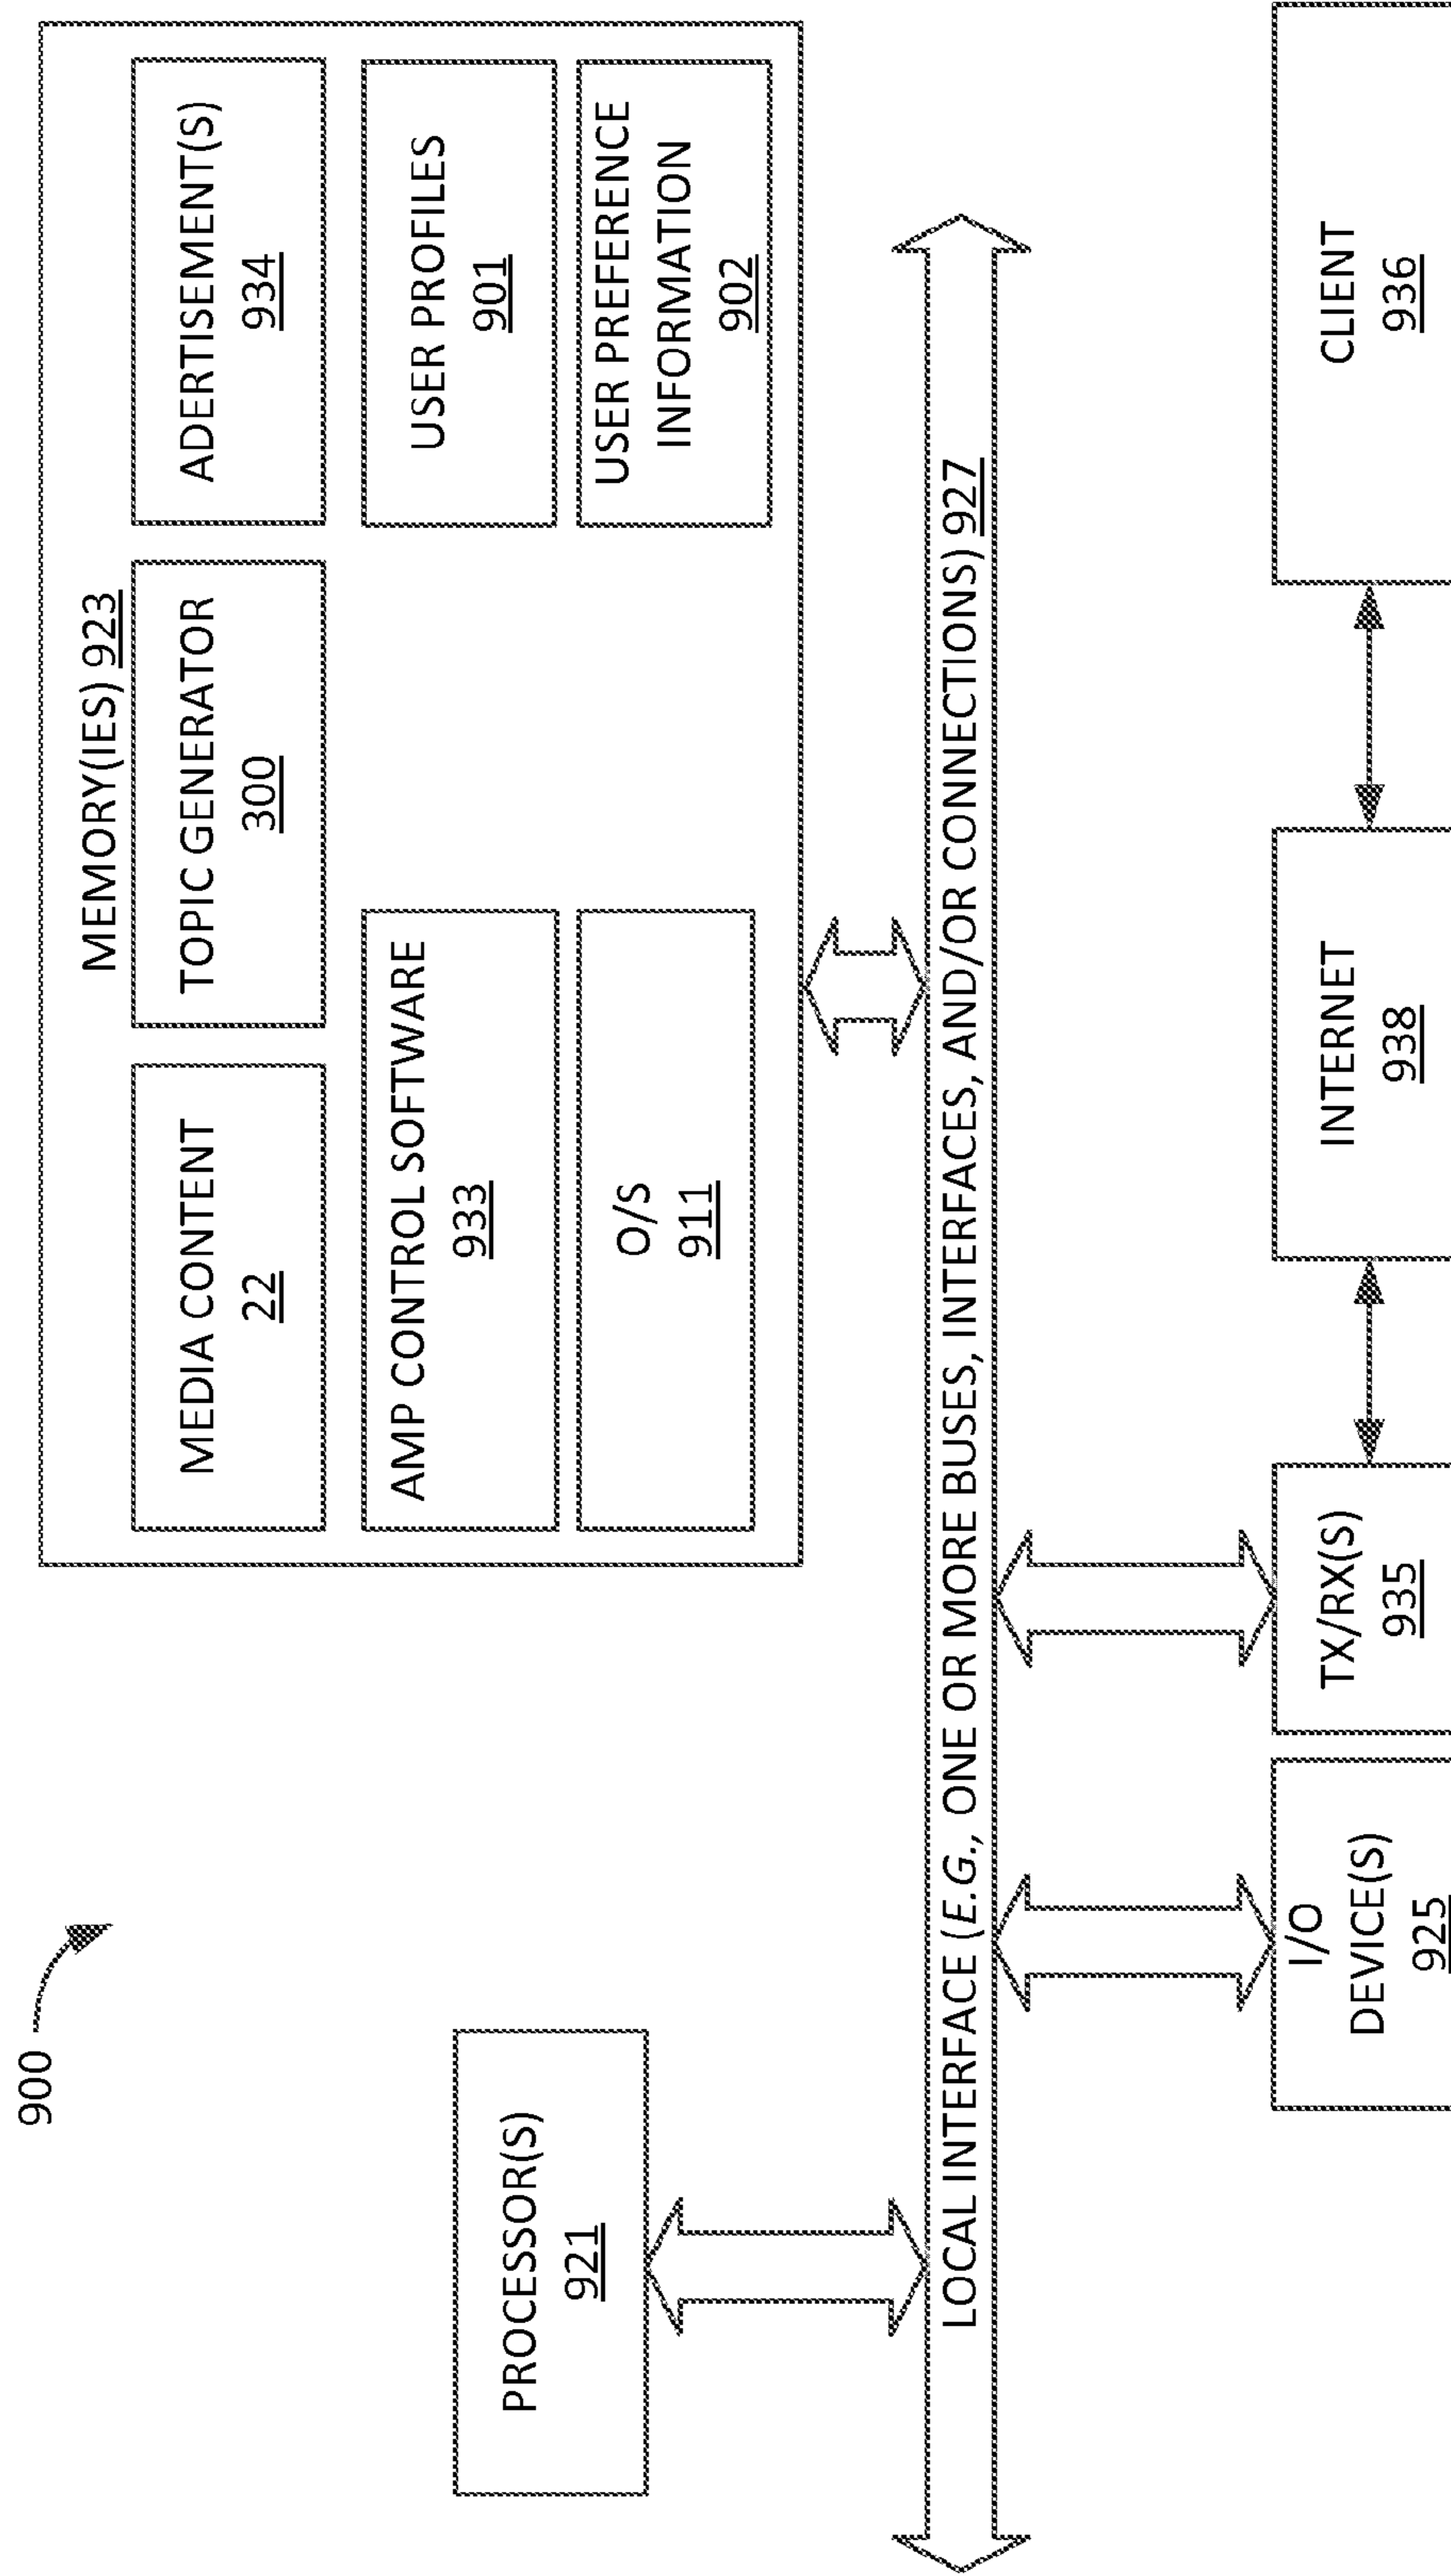 900
MEMORY(IES) 923
MEDIA CONTENT
22
TOPIC GENERATOR
300
ADERTISEMENT(S)
934
AMP CONTROL SOFTWARE
933
USER PROFILES
901
O/S
911
USER PREFERENCE
INFORMATION
902
PROCESSOR(S)
921
LOCAL INTERFACE (E.G., ONE OR MORE BUSES, INTERFACES, AND/OR CONNECTIONS) 927
I/O
DEVICE(S)
925
TX/RX(S)
935
INTERNET
938
CLIENT
936